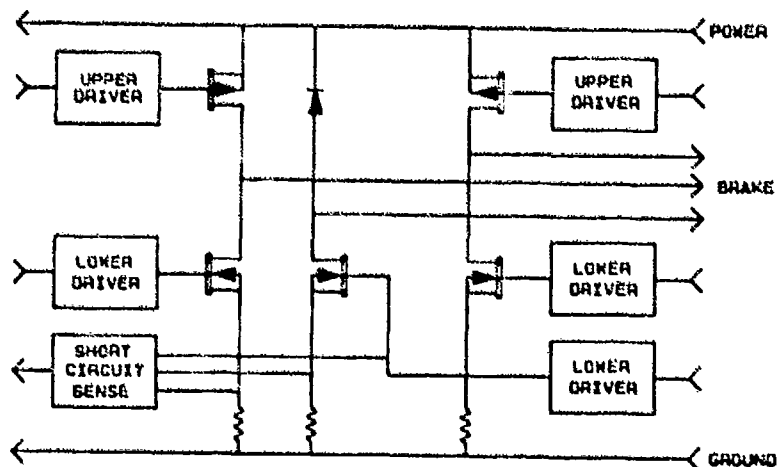 POWER
UPPER
DRIVER
UPPER
DRIVER
BRAKE
LOWER
DRIVER
LOWER
DRIVER
SHORT
CIRCUIT
SENSE
LOWER
DRIVER
GROUND